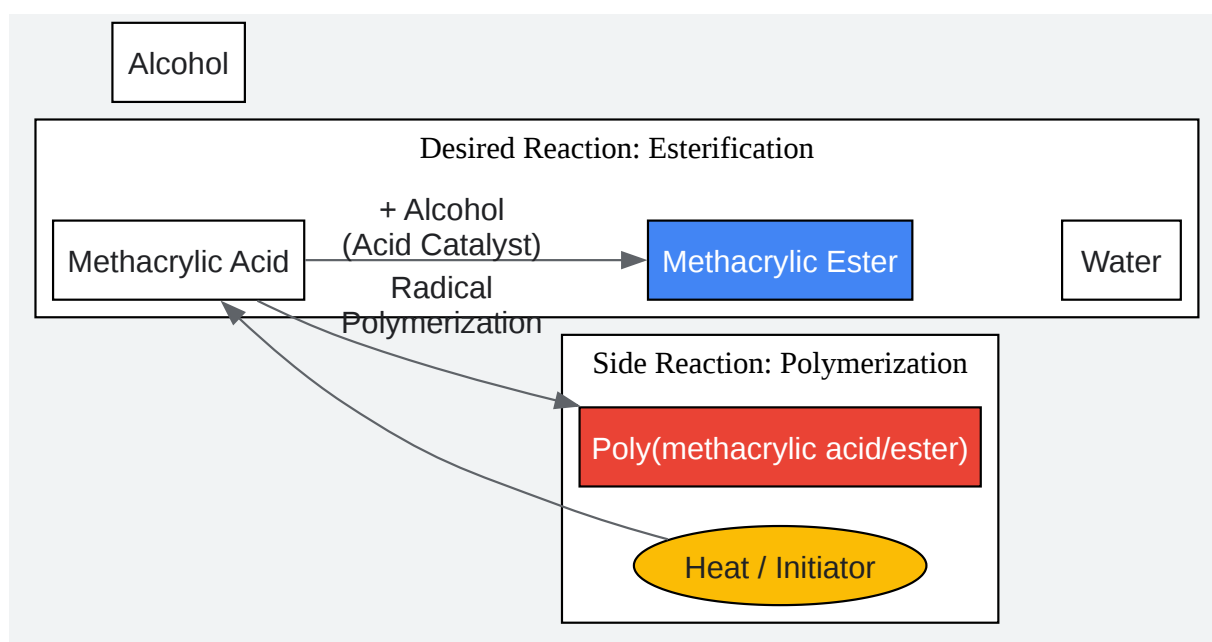 Alcohol
Desired Reaction: Esterification
Methacrylic Acid
+ Alcohol
(Acid Catalyst)
Methacrylic Ester
Water
Radical
Polymerization
Side Reaction: Polymerization
Poly(methacrylic acid/ester)
Heat / Initiator